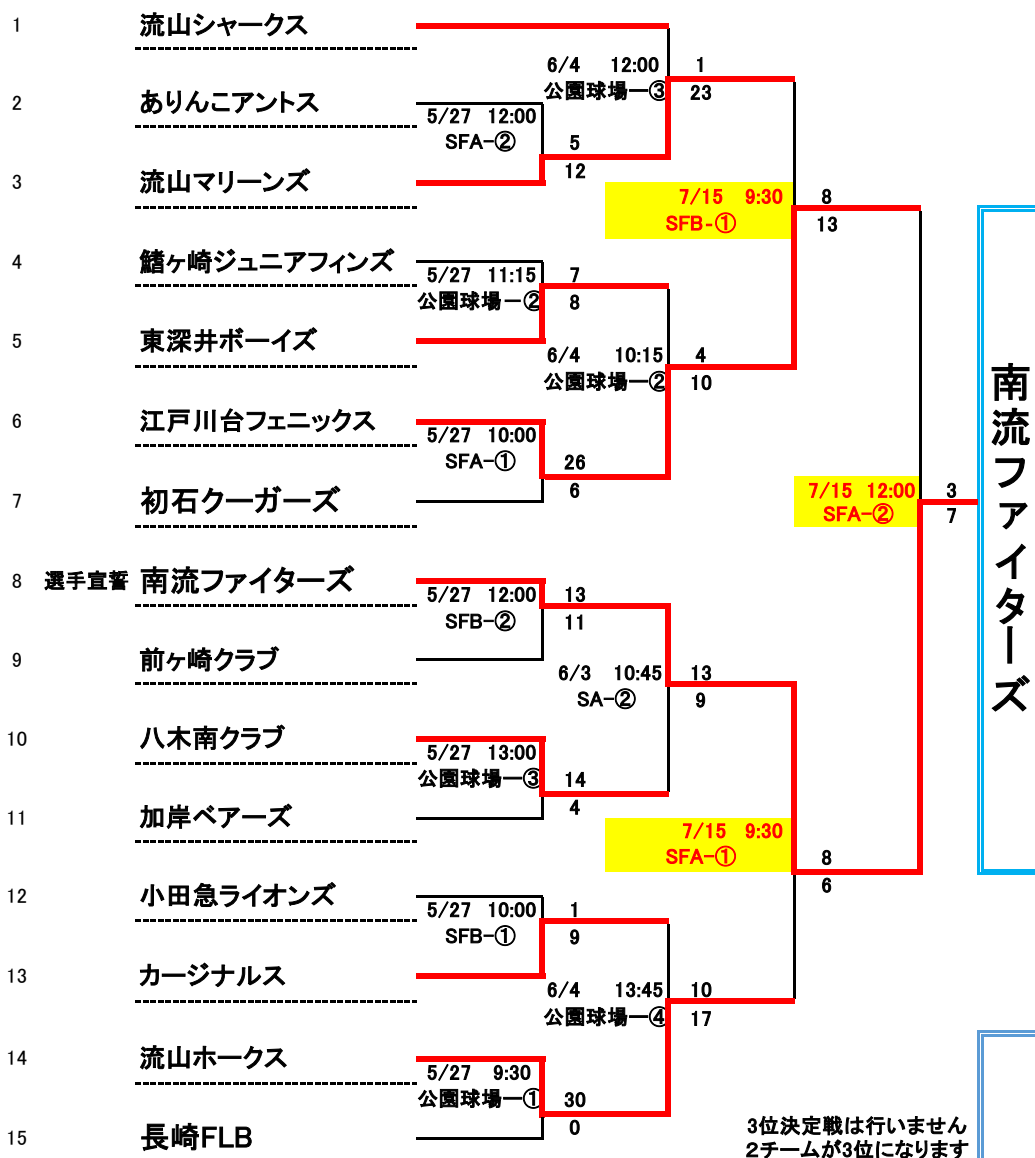 1 流山シャークス
6/4 12:00 1
公園球場ー③ 23
2 ありんこアントス
5/27 12:00
SFA-② 5
12
3 流山マリーンズ
7/15 9:30 8
SFB-① 13
4 鰭ヶ崎ジュニアフィンズ
5/27 11:15 7
公園球場ー② 8
5 東深井ボーイズ
6/4 10:15 4
公園球場ー② 10
6 江戸川台フェニックス
5/27 10:00
SFA-① 26
6
7 初石クーガーズ
7/15 12:00 3
SFA-② 7
南流ファイターズ
8 選手宣誓 南流ファイターズ
5/27 12:00 13
SFB-② 11
9 前ヶ崎クラブ
6/3 10:45 13
SA-② 9
10 八木南クラブ
5/27 13:00
公園球場ー③ 14
4
11 加岸ベアーズ
7/15 9:30
SFA-① 8
6
12 小田急ライオンズ
5/27 10:00 1
SFB-① 9
13 カージナルス
6/4 13:45 10
公園球場ー④ 17
14 流山ホークス
5/27 9:30
公園球場ー① 30
0
15 長崎FLB
3位決定戦は行いません
2チームが3位になります